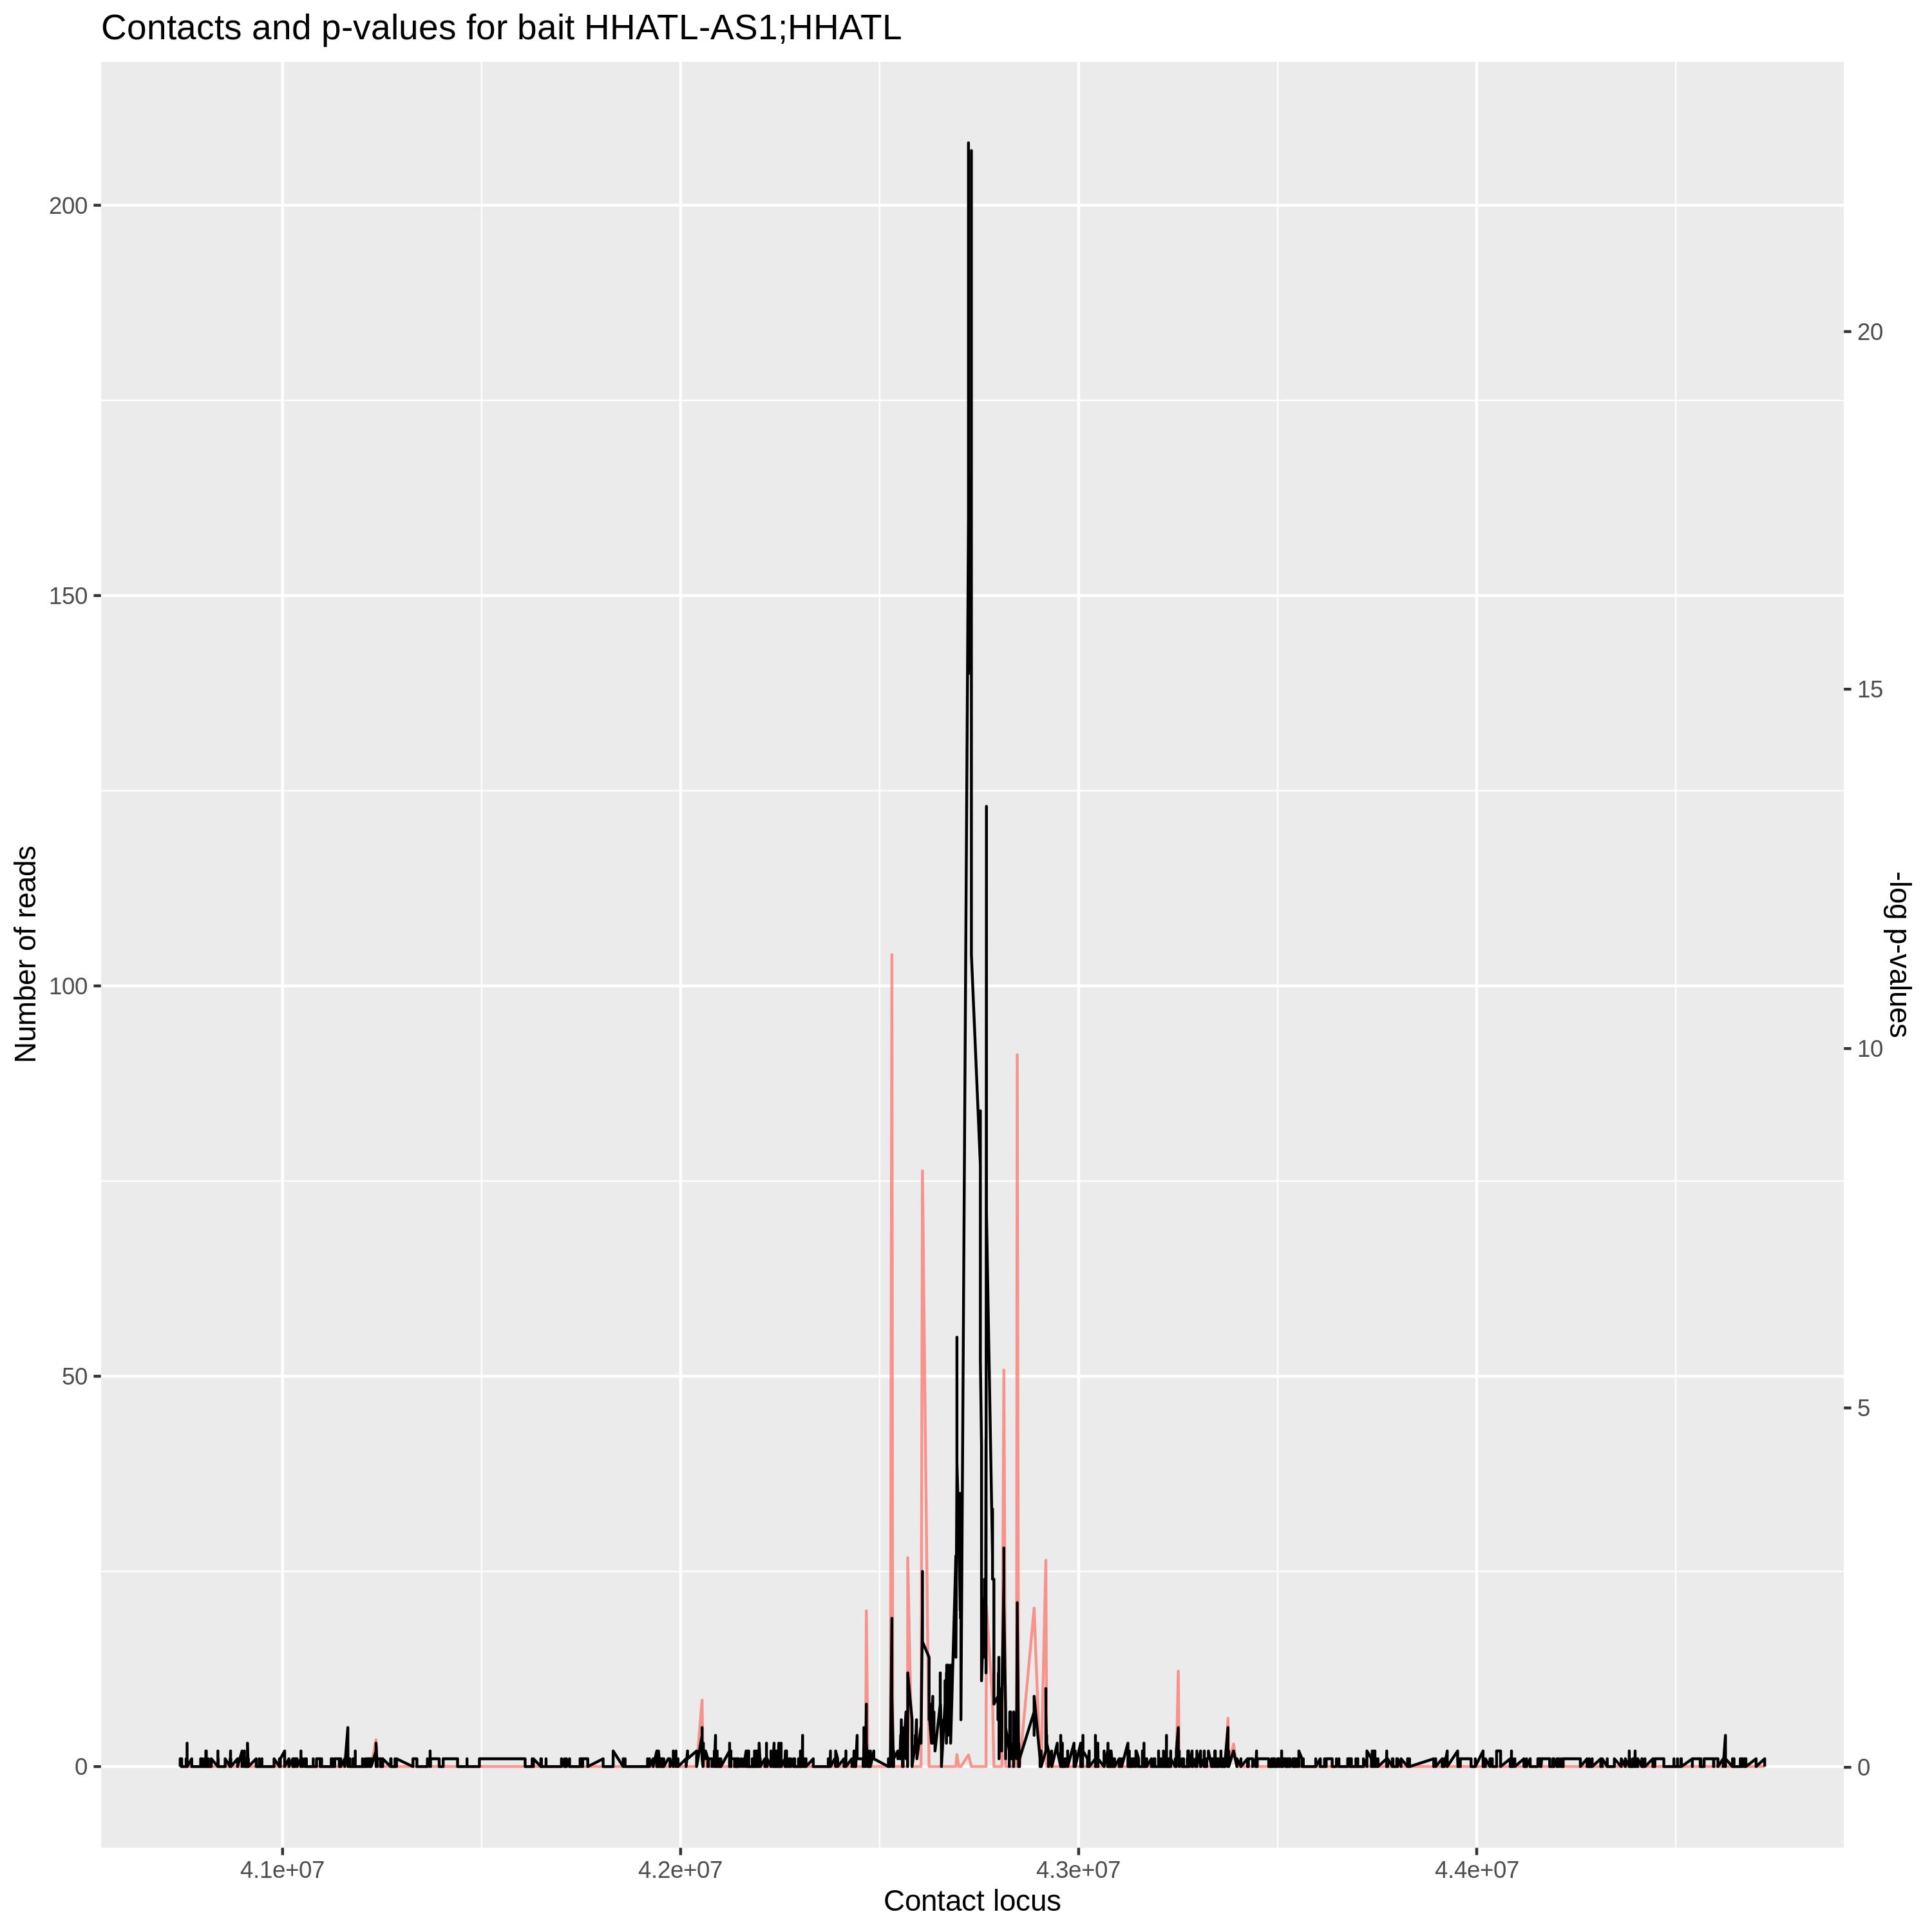 Contacts and p-values for bait HHATL-AS1;HHATL
Number of reads
200
150
100
50
0
20
15
10
5
0
-log p-values
4.1e+07
4.2e+07
4.3e+07
4.4e+07
Contact locus